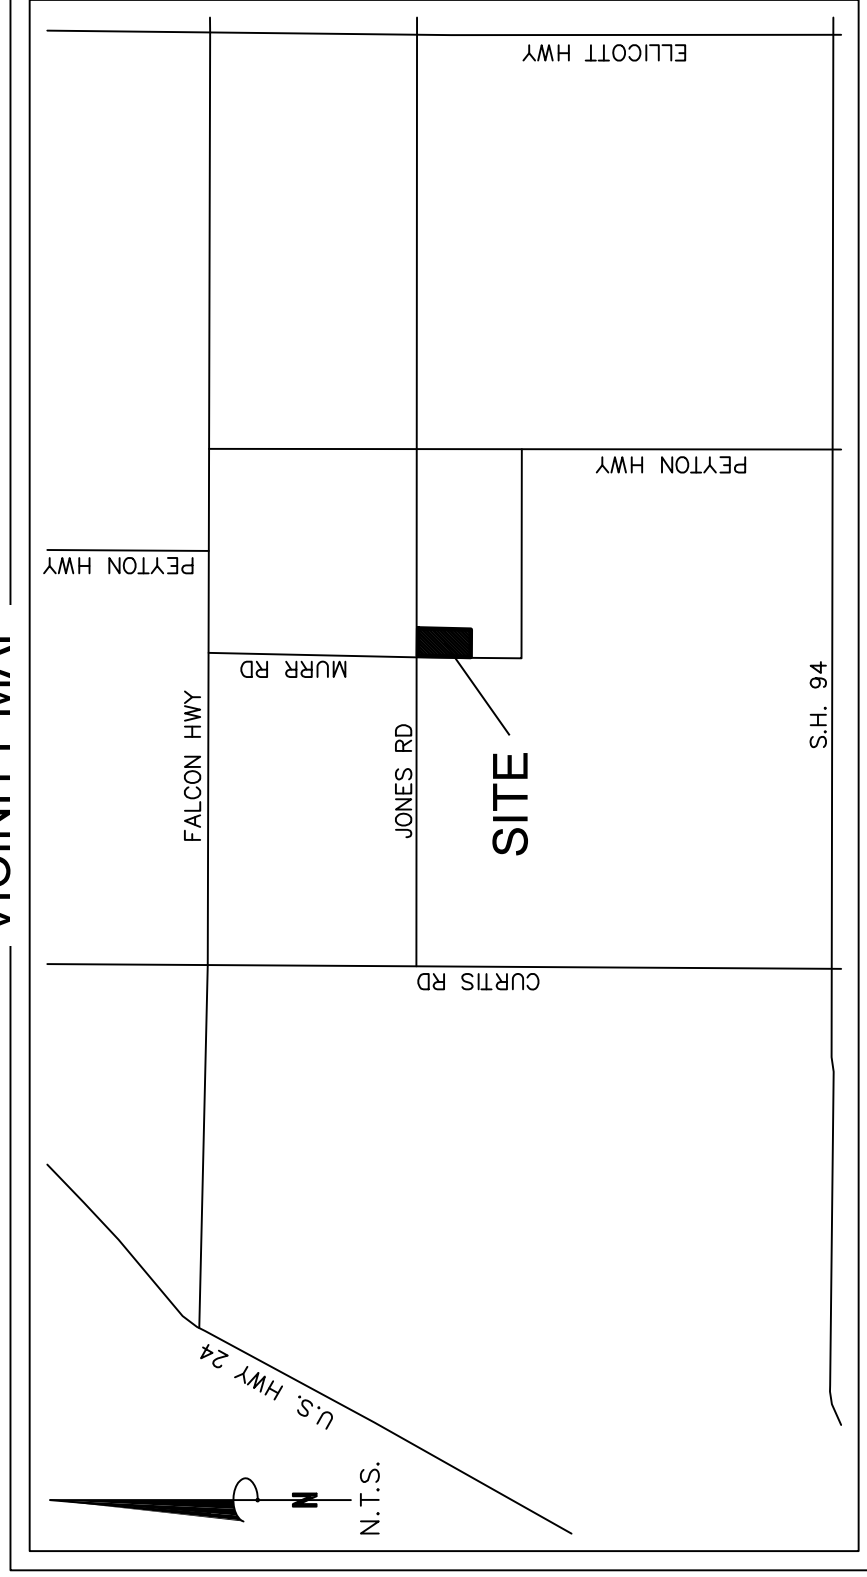 VICINITY MAP
ELLICOTT HWY
PEYTON HWY
PEYTON HWY
MURR RD
FALCON HWY
JONES RD
S.H. 94
SITE
CURTIS RD
U.S. HWY 24
N
N.T.S.